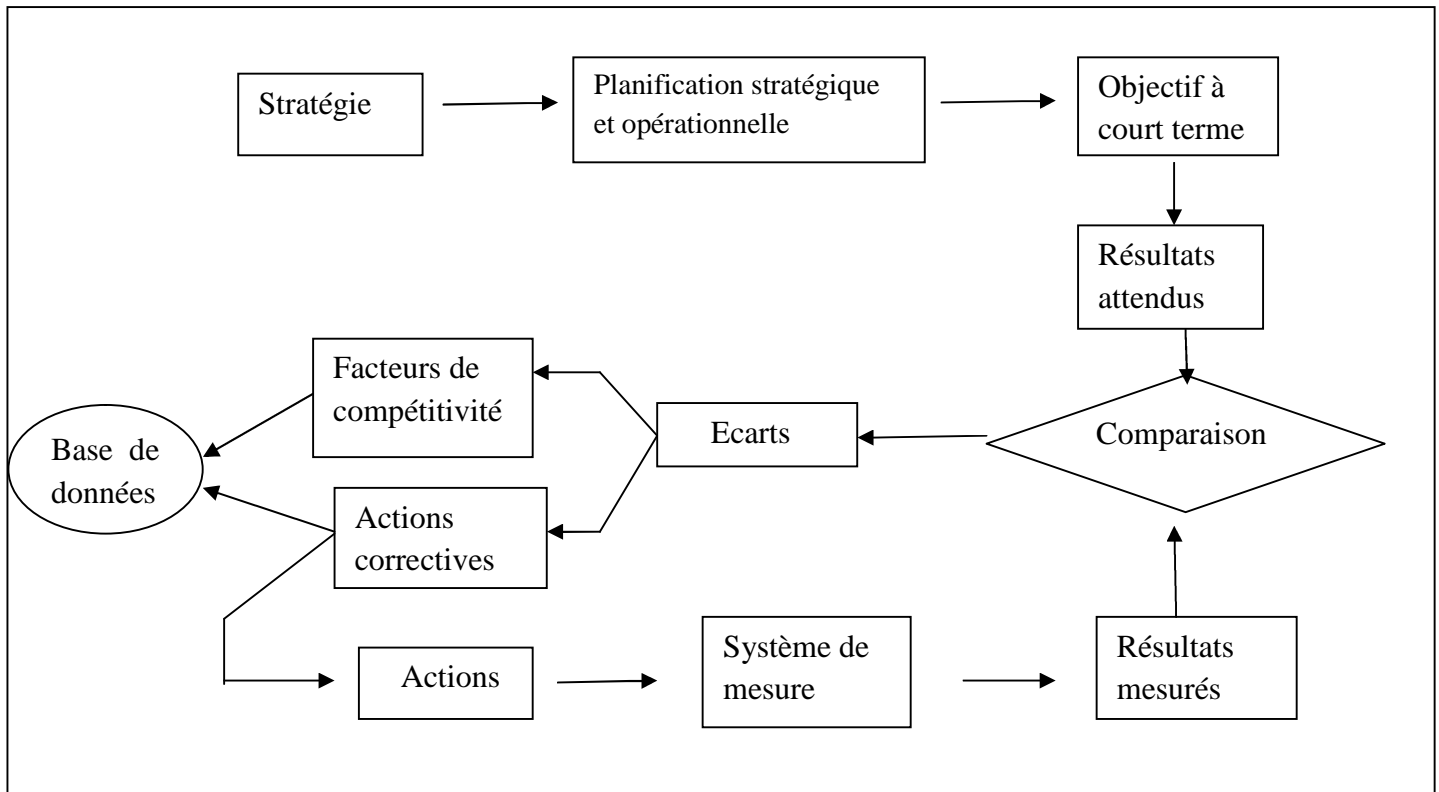 Stratégie
Planification stratégique
et opérationnelle
Objectif à
court terme
Résultats
attendus
Facteurs de
compétitivité
Ecarts
Comparaison
Base de
données
Actions
correctives
Actions
Système de
mesure
Résultats
mesurés